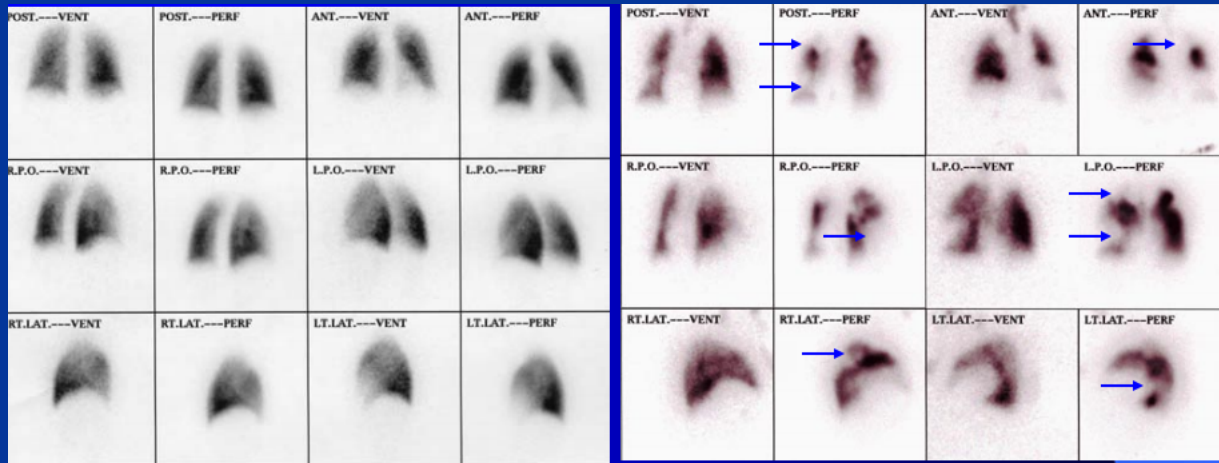 POST.---VENT POST.---PERF ANT.---VENT ANT.---PERF
R.P.O.---VENT R.P.O.---PERF L.P.O.---VENT L.P.O.---PERF
RT.LAT.---VENT RT.LAT.---PERF LT.LAT.---VENT LT.LAT.---PERF
POST.---VENT POST.---PERF ANT.---VENT ANT.---PERF
R.P.O.---VENT R.P.O.---PERF L.P.O.---VENT L.P.O.---PERF
RT.LAT.---VENT RT.LAT.---PERF LT.LAT.---VENT LT.LAT.---PERF